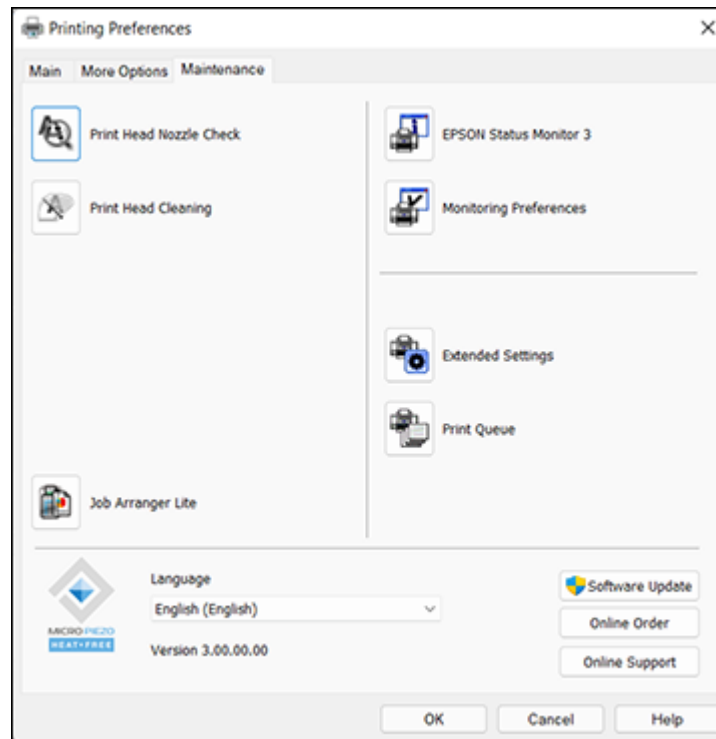 Printing Preferences
Main
More Options
Maintenance
Print Head Nozzle Check
Print Head Cleaning
Job Arranger Lite
EPSON Status Monitor 3
Monitoring Preferences
Extended Settings
Print Queue
MICRO PIEZO
HEAT-FREE
Language
English (English)
Version 3.00.00.00
Software Update
Online Order
Online Support
OK
Cancel
Help